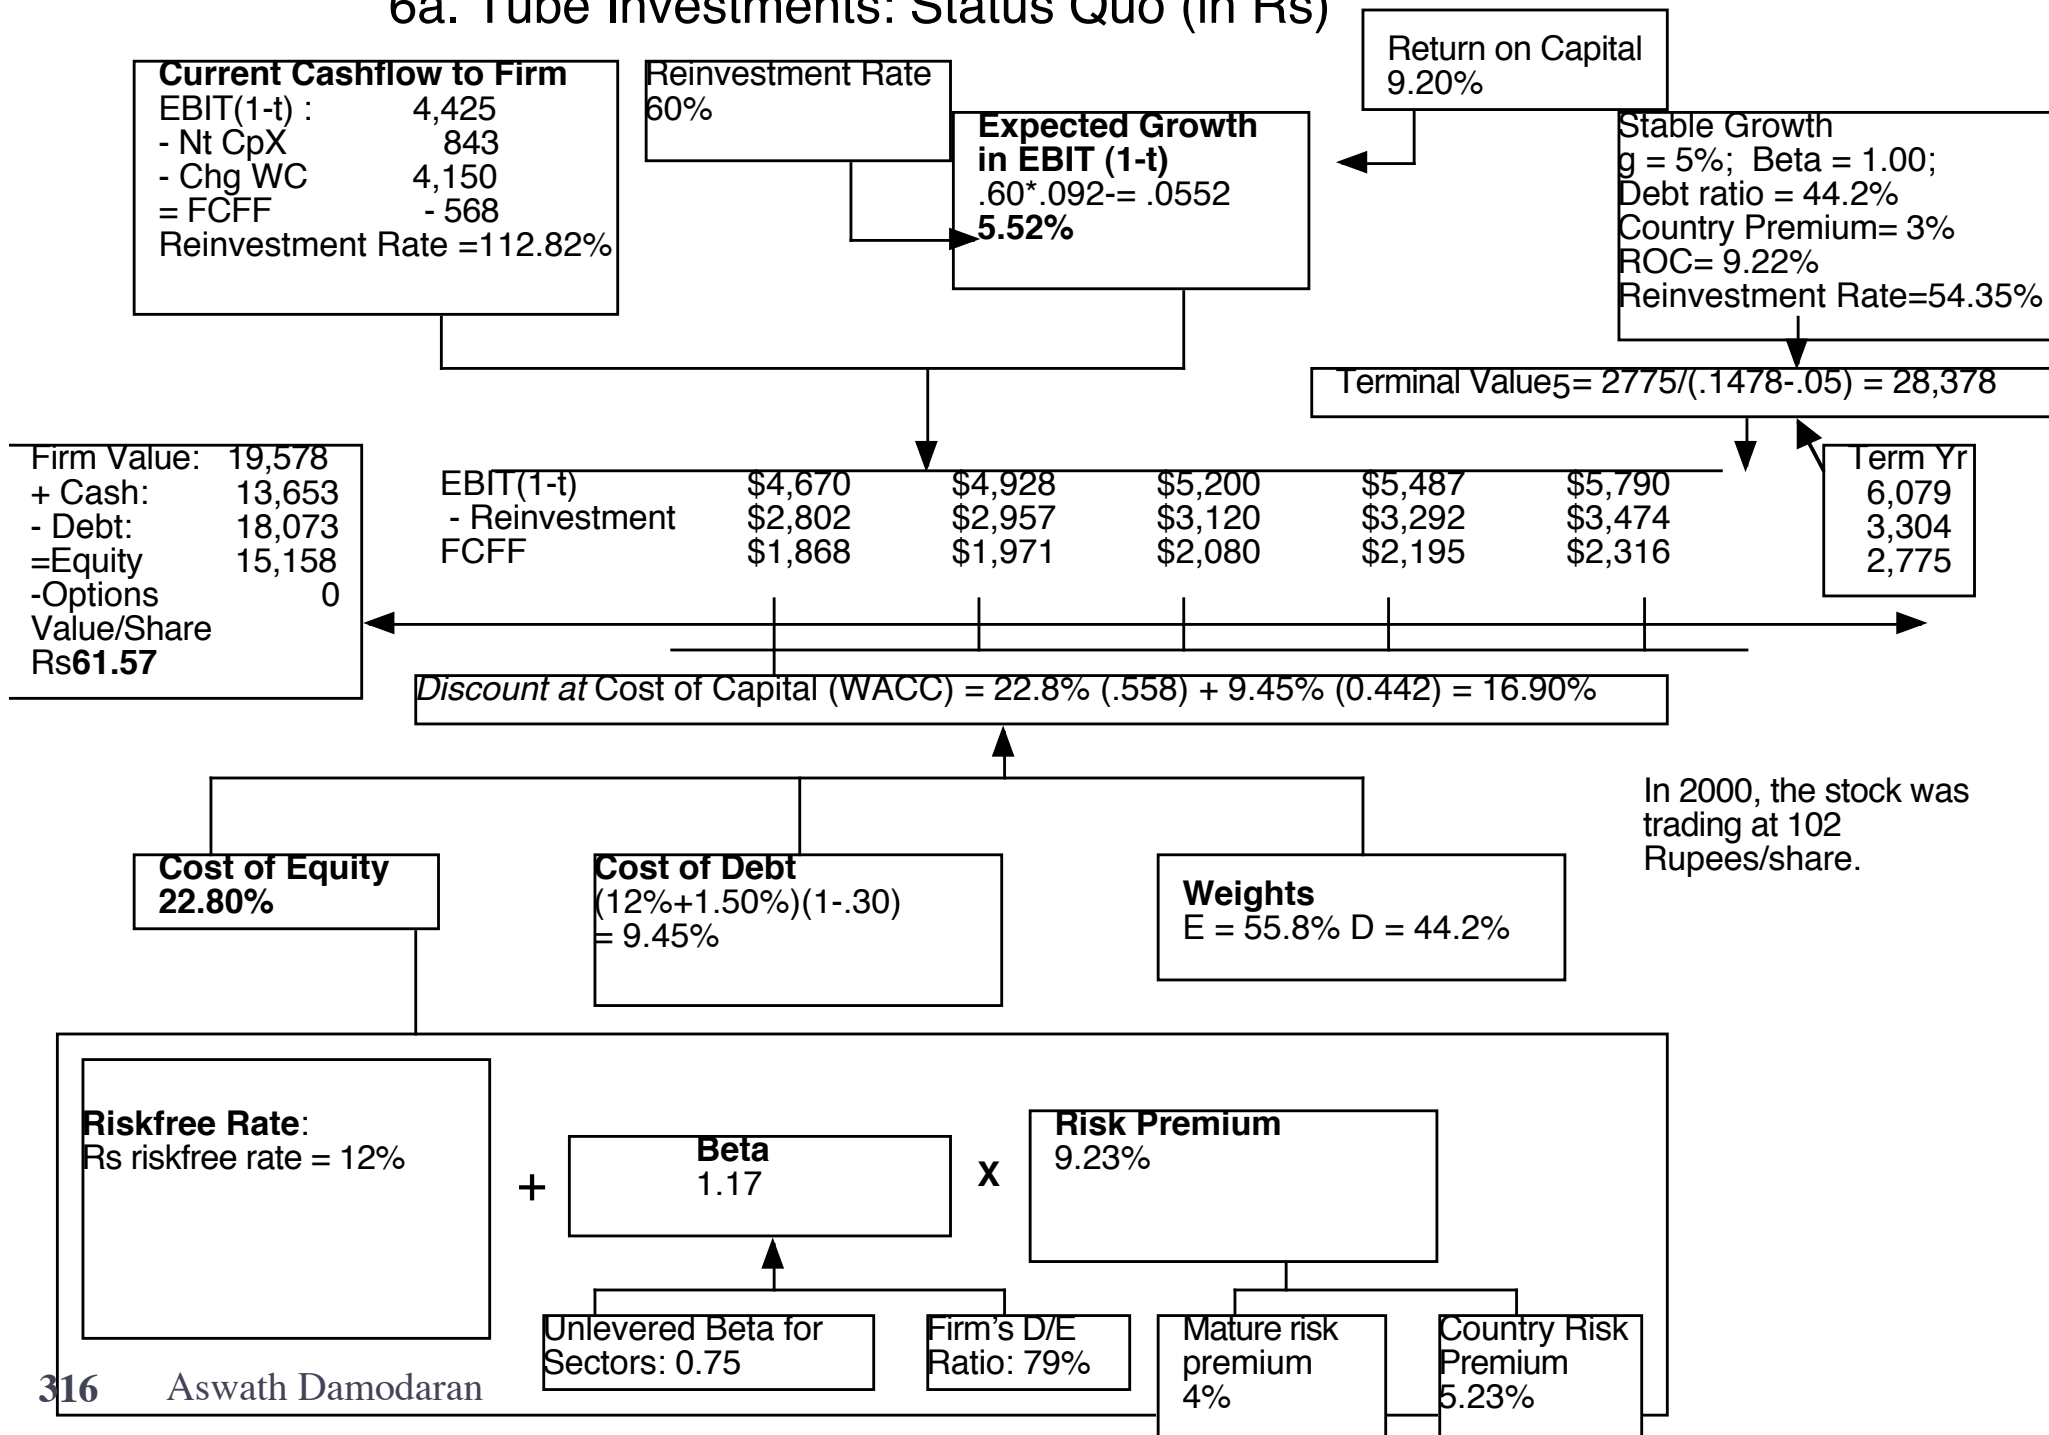 6a. Tube Investments: Status Quo (in Rs)
Current Cashflow to Firm
EBIT(1-t) : 4,425
- Nt CpX 843
- Chg WC 4,150
= FCFF - 568
Reinvestment Rate =112.82%
Reinvestment Rate
60%
Expected Growth
in EBIT (1-t)
.60*.092-= .0552
5.52%
Return on Capital
9.20%
Stable Growth
g = 5%; Beta = 1.00;
Debt ratio = 44.2%
Country Premium= 3%
ROC= 9.22%
Reinvestment Rate=54.35%
Terminal Value5= 2775/(.1478-.05) = 28,378
Firm Value: 19,578
+ Cash: 13,653
- Debt: 18,073
=Equity 15,158
-Options 0
Value/Share
Rs61.57
EBIT(1-t) $4,670 $4,928 $5,200 $5,487 $5,790
- Reinvestment $2,802 $2,957 $3,120 $3,292 $3,474
FCFF $1,868 $1,971 $2,080 $2,195 $2,316
Term Yr
6,079
3,304
2,775
Discount at Cost of Capital (WACC) = 22.8% (.558) + 9.45% (0.442) = 16.90%
In 2000, the stock was
trading at 102
Rupees/share.
Cost of Equity
22.80%
Cost of Debt
(12%+1.50%)(1-.30)
= 9.45%
Weights
E = 55.8% D = 44.2%
Riskfree Rate:
Rs riskfree rate = 12%
+
Beta
1.17
X
Risk Premium
9.23%
Unlevered Beta for
Sectors: 0.75
Firm's D/E
Ratio: 79%
Mature risk
premium
4%
Country Risk
Premium
5.23%
316 Aswath Damodaran